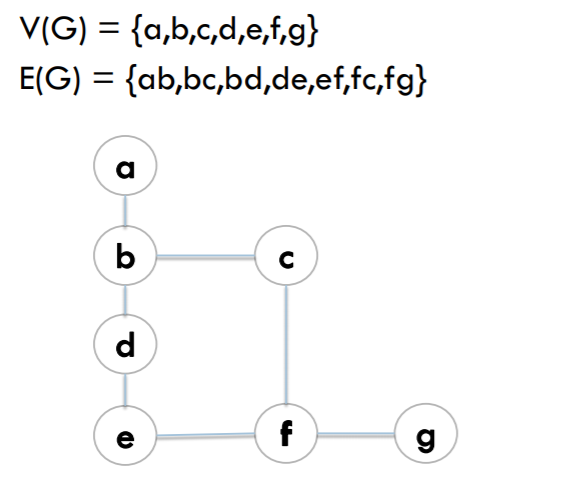 V(G) = {a,b,c,d,e,f,g}
E(G) = {ab,bc,bd,de,ef,fc,fg}
a
b c
d
e f g